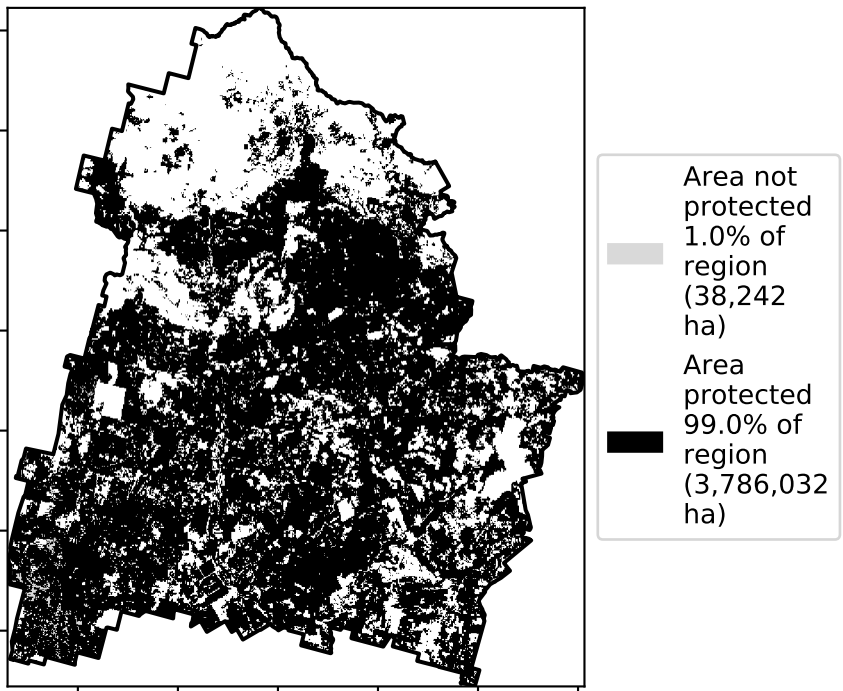 Area not
protected
1.0% of
region
(38,242
ha)
Area
protected
99.0% of
region
(3,786,032
ha)